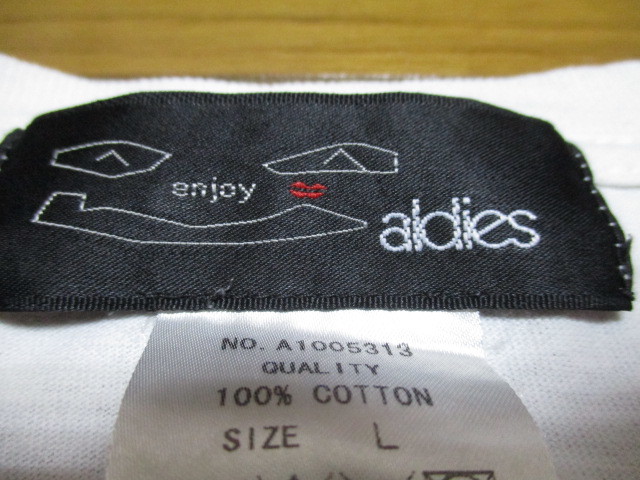 enjoy
aldies
NO. A1005313
QUALITY
100% COTTON
SIZE L